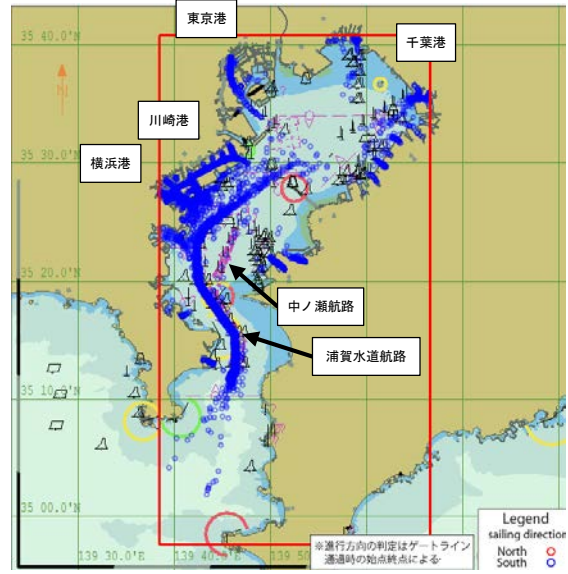 東京港
千葉港
35 40.0'N
川崎港
35 30.0'N
横浜港
35 20.0'N
中ノ瀬航路
浦賀水道航路
35 10.0'N
35 00.0'N
139 30.0'E
139 40.0'E
139 50.0'E
※進行方向の判定はゲートライン
通過時の始点終点による
Legend
sailing direction
North
South